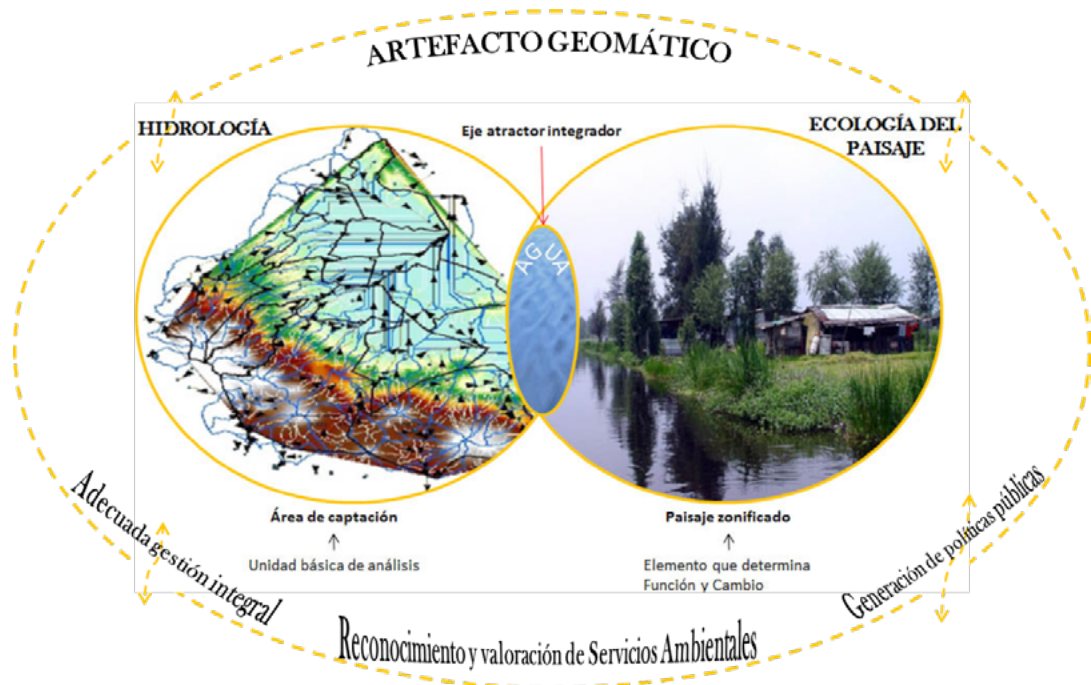 ARTEFACTO GEOMÁTICO
HIDROLOGÍA
Eje atractor integrador
ECOLOGÍA DEL
PAISAJE
AGUA
Área de captación
Unidad básica de análisis
Paisaje zonificado
Elemento que determina
Función y Cambio
Adecuada gestión integral
Reconocimiento y valoración de Servicios Ambientales
Generación de políticas públicas